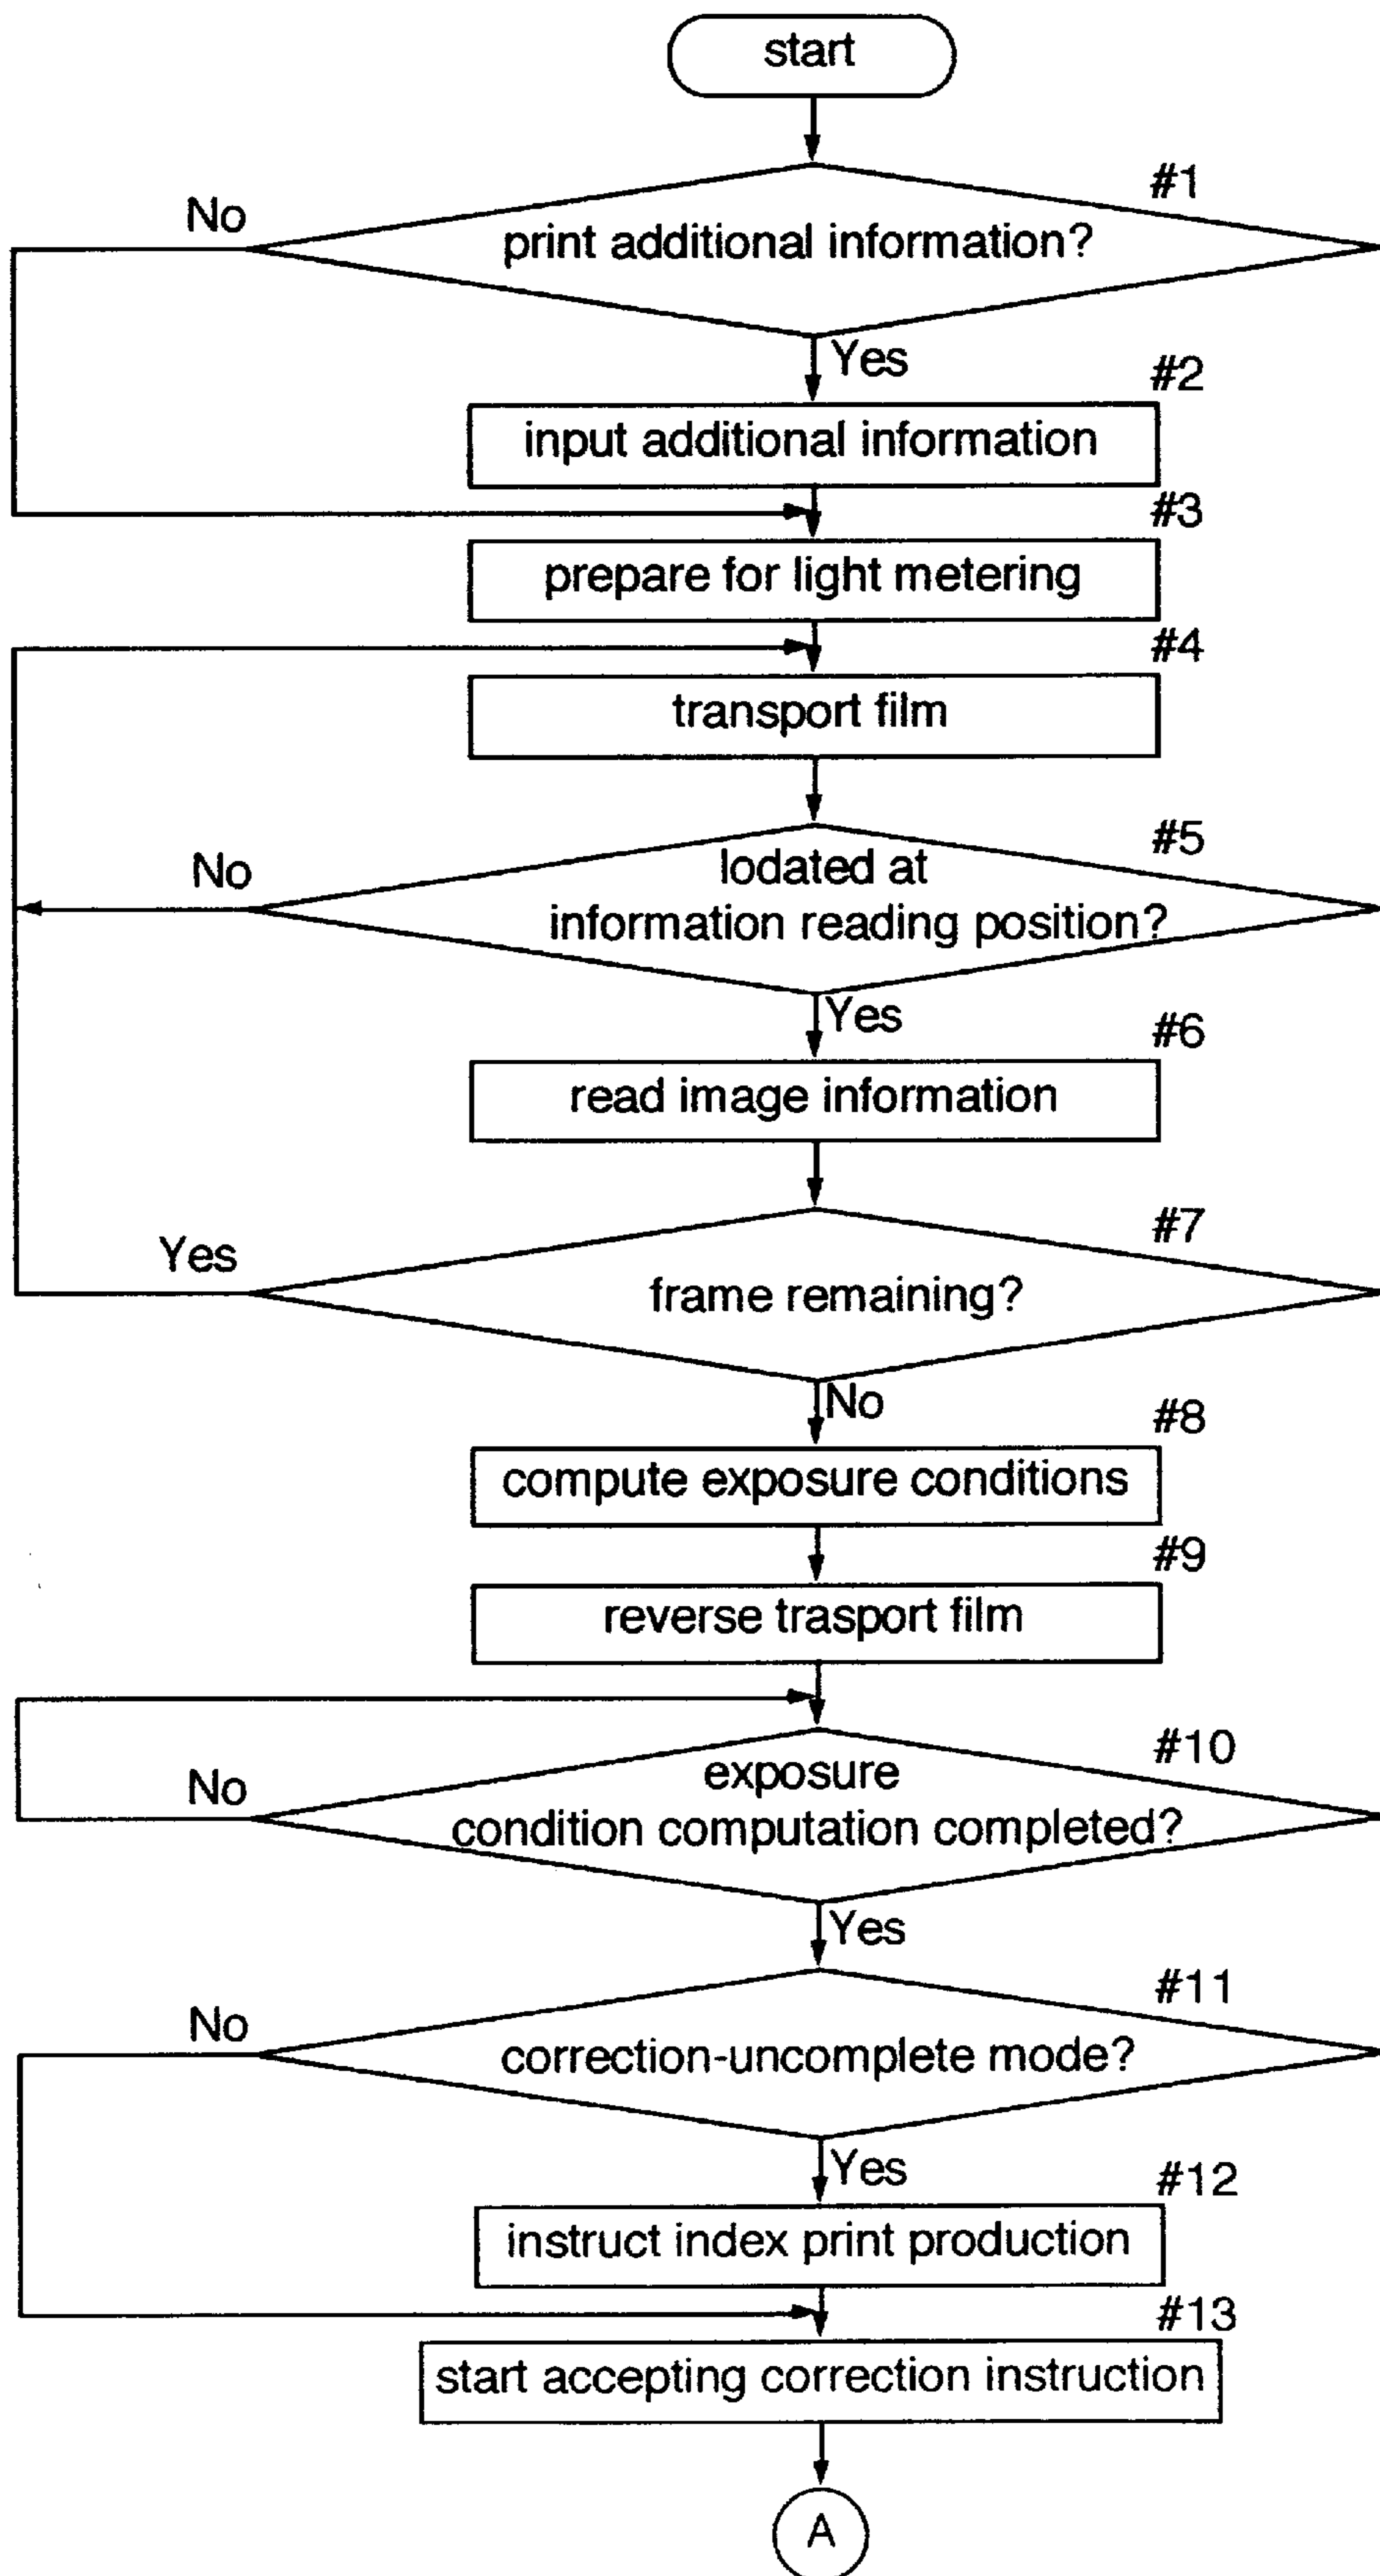 start
#1
No
print additional information?
Yes
#2
input additional information
#3
prepare for light metering
#4
transport film
#5
No
lodated at
information reading position?
Yes
#6
read image information
#7
Yes
frame remaining?
No
#8
compute exposure conditions
#9
reverse trasport film
#10
exposure
No
condition computation completed?
Yes
#11
No
correction-uncomplete mode?
Yes
#12
instruct index print production
#13
start accepting correction instruction
A